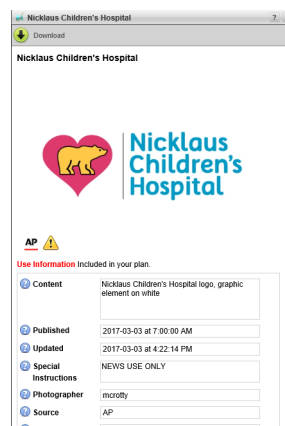 Nicklaus Children's Hospital
?
Download
Nicklaus Children's Hospital
Nicklaus
Children's
Hospital
AP
Use Information Included in your plan.
? Content
Nicklaus Children's Hospital logo, graphic
element on white
? Published
2017-03-03 at 7:00:00 AM
? Updated
2017-03-03 at 4:22:14 PM
? Special
Instructions
NEWS USE ONLY
? Photographer
mcrotty
? Source
AP